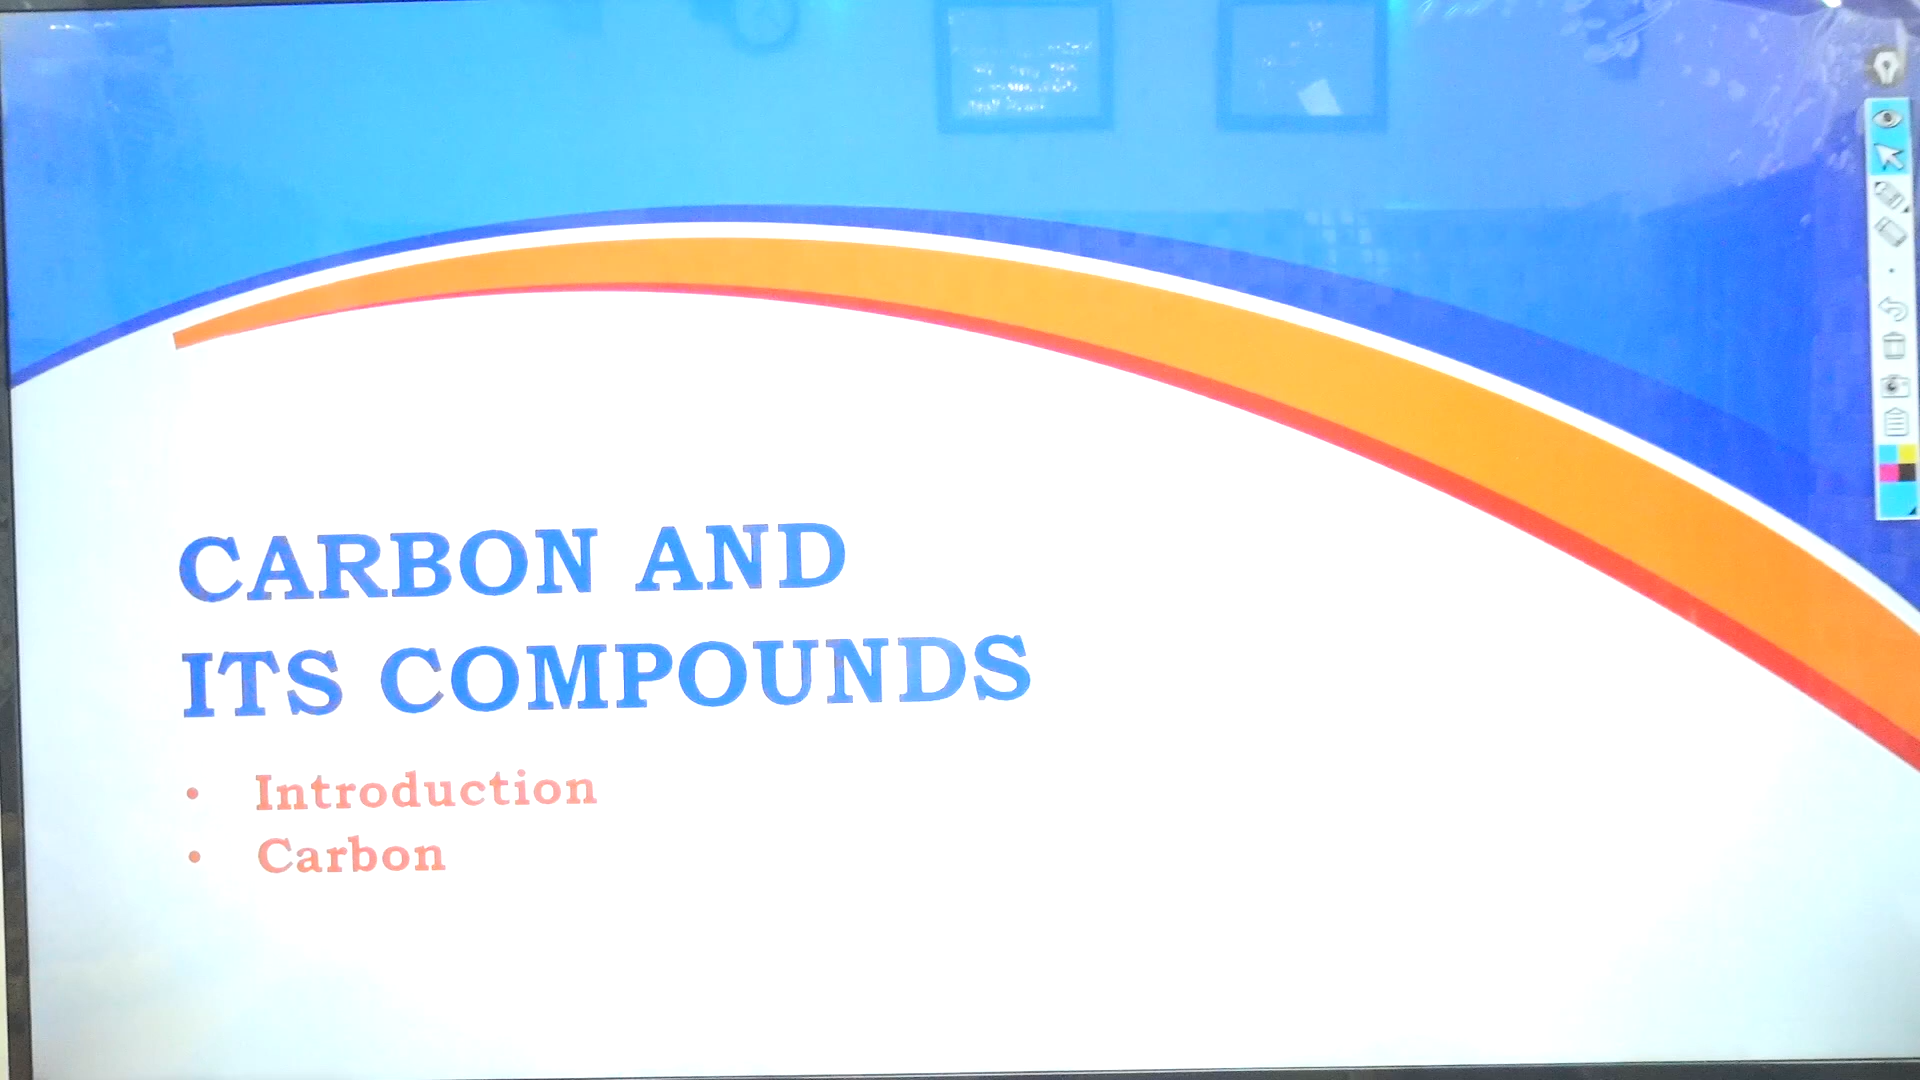 CARBON AND
ITS COMPOUNDS
• Introduction
• Carbon